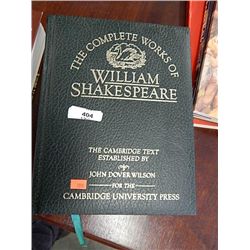 THE COMPLETE WORKS OF
WILLIAM
SHAKESPEARE
404
THE CAMBRIDGE TEXT
ESTABLISHED BY
JOHN DOVER WILSON
FOR THE
CAMBRIDGE UNIVERSITY PRESS